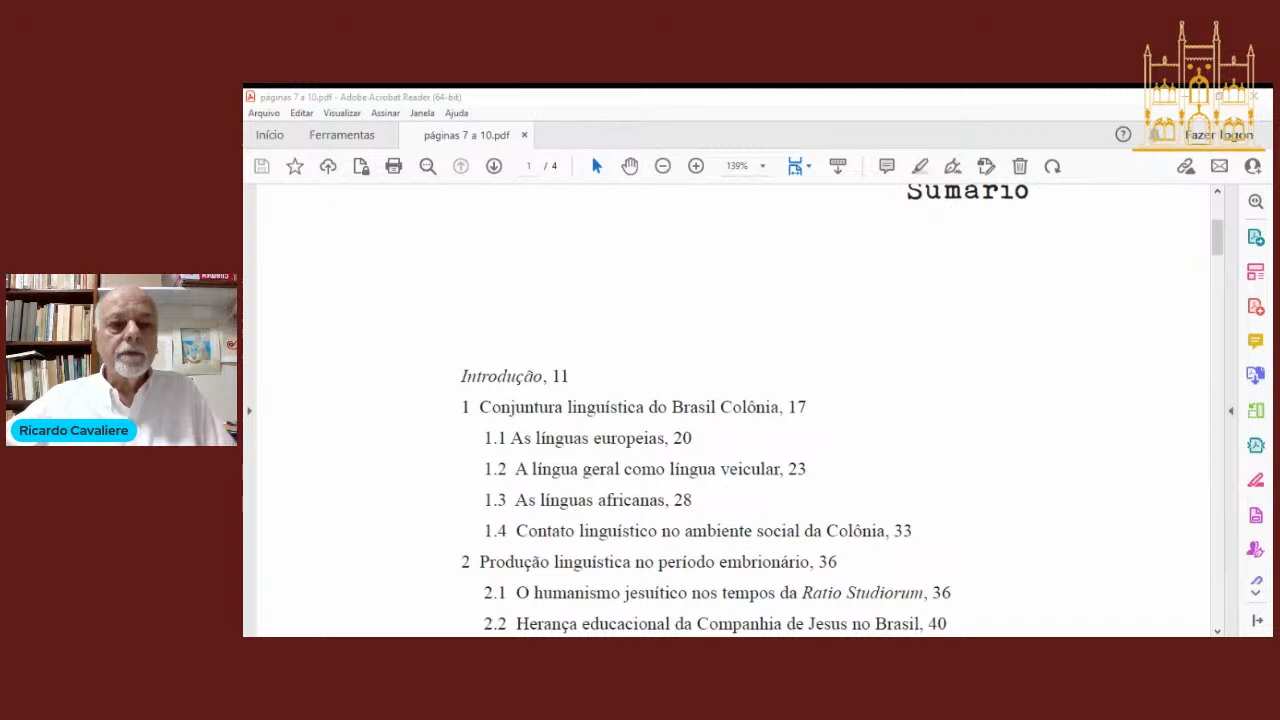 páginas 7 a 10.pdf - Adobe Acrobat Reader (64-bit)
Arquivo Editar Visualizar Assinar Janela Ajuda
Início Ferramentas páginas 7 a 10.pdf × Fazer logon
1 / 4 139%
Sumário
Introdução, 11
1 Conjuntura linguística do Brasil Colônia, 17
1.1 As línguas europeias, 20
1.2 A língua geral como língua veicular, 23
1.3 As línguas africanas, 28
1.4 Contato linguístico no ambiente social da Colônia, 33
2 Produção linguística no período embrionário, 36
2.1 O humanismo jesuítico nos tempos da Ratio Studiorum, 36
2.2 Herança educacional da Companhia de Jesus no Brasil, 40
Ricardo Cavaliere